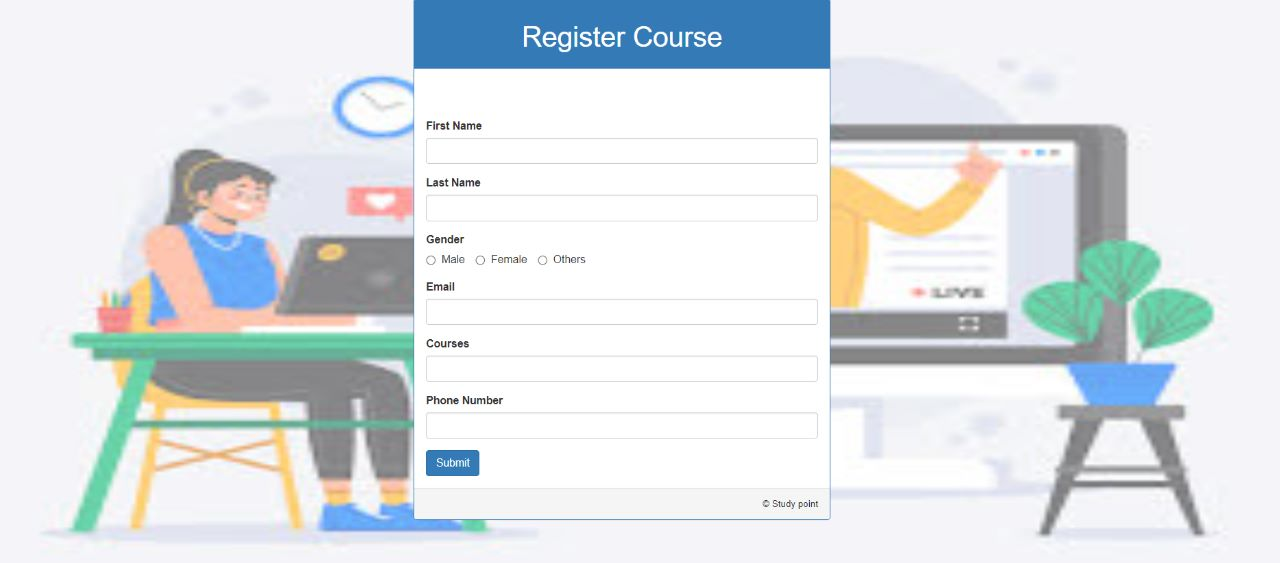 Register Course
First Name
Last Name
Gender
Male Female Others
Email
Courses
Phone Number
Submit
© Study point
LIVE